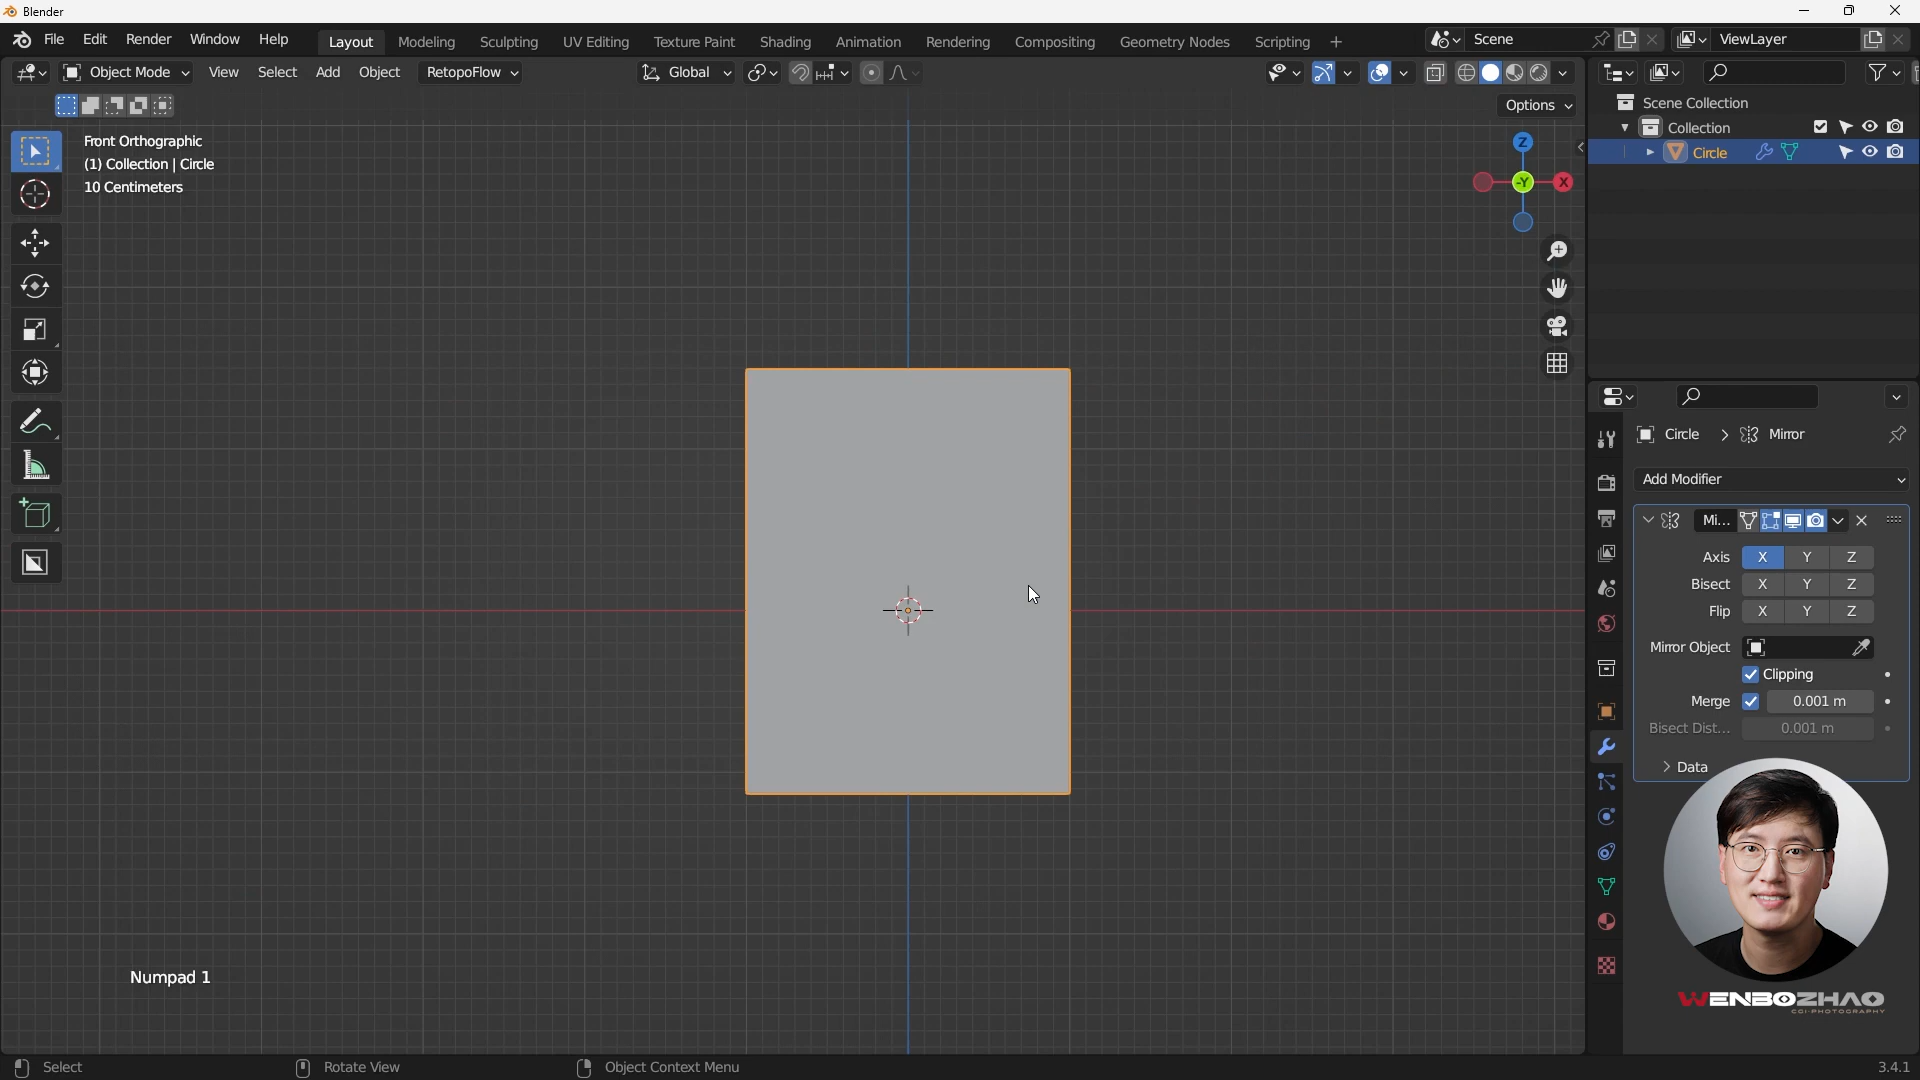 Blender
File Edit Render Window Help Layout Modeling Sculpting UV Editing Texture Paint Shading Animation Rendering Compositing Geometry Nodes Scripting + Scene ViewLayer
Object Mode View Select Add Object RetopoFlow Global
Options
Front Orthographic
(1) Collection | Circle
10 Centimeters
Z
-Y X
Numpad 1
Scene Collection
Collection
Circle
Circle > Mirror
Add Modifier
Mi...
Axis X Y Z
Bisect X Y Z
Flip X Y Z
Mirror Object
Clipping
Merge 0.001 m
Bisect Dist... 0.001 m
Data
WENBOZHAO
CGI-PHOTOGRAPHY
Select Rotate View Object Context Menu 3.4.1